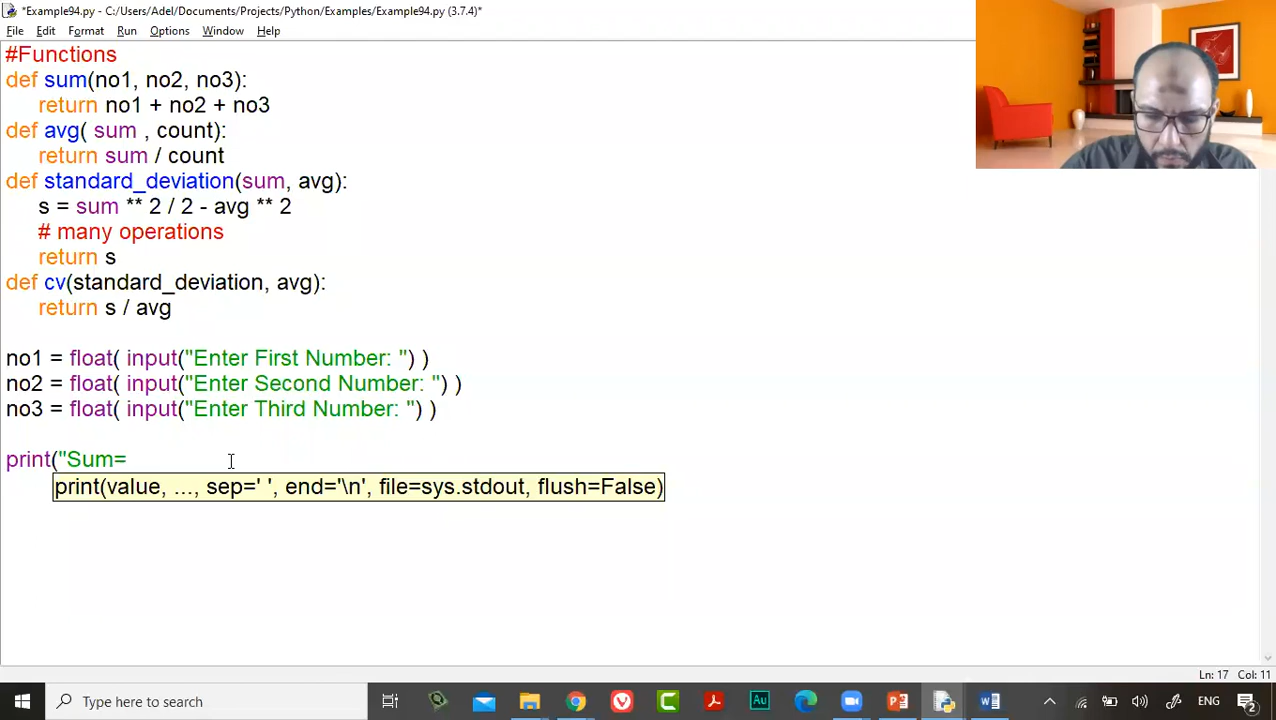 *Example94.py - C:/Users/Adel/Documents/Projects/Python/Examples/Example94.py (3.7.4)*
File Edit Format Run Options Window Help
#Functions
def sum(no1, no2, no3):
return no1 + no2 + no3
def avg( sum , count):
return sum / count
def standard_deviation(sum, avg):
s = sum ** 2 / 2 - avg ** 2
# many operations
return s
def cv(standard_deviation, avg):
return s / avg
no1 = float( input("Enter First Number: ") )
no2 = float( input("Enter Second Number: ") )
no3 = float( input("Enter Third Number: ") )
print("Sum=
print(value, ..., sep=' ', end='\n', file=sys.stdout, flush=False)
Ln: 17 Col: 11
Type here to search
Au
ENG
2